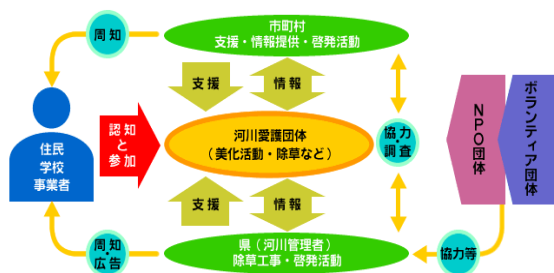 市町村
支援・情報提供・啓発活動
周知
支援
情報
住民
学校
事業者
認知
と
参加
河川愛護団体
（美化活動・除草など）
協力
・
調査
NPO団体
ボランティア団体
支援
情報
周知
・
広告
県（河川管理者）
除草工事・啓発活動
協力等